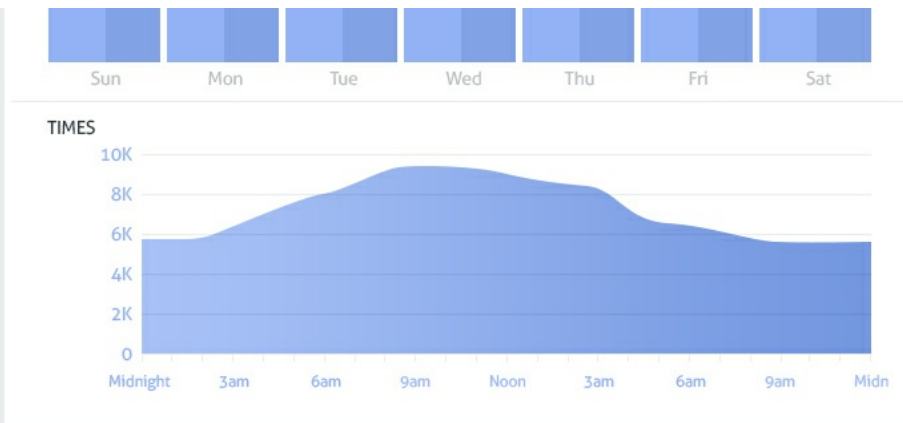 Sun Mon Tue Wed Thu Fri Sat
TIMES
10K
8K
6K
4K
2K
0
Midnight 3am 6am 9am Noon 3am 6am 9am Midn